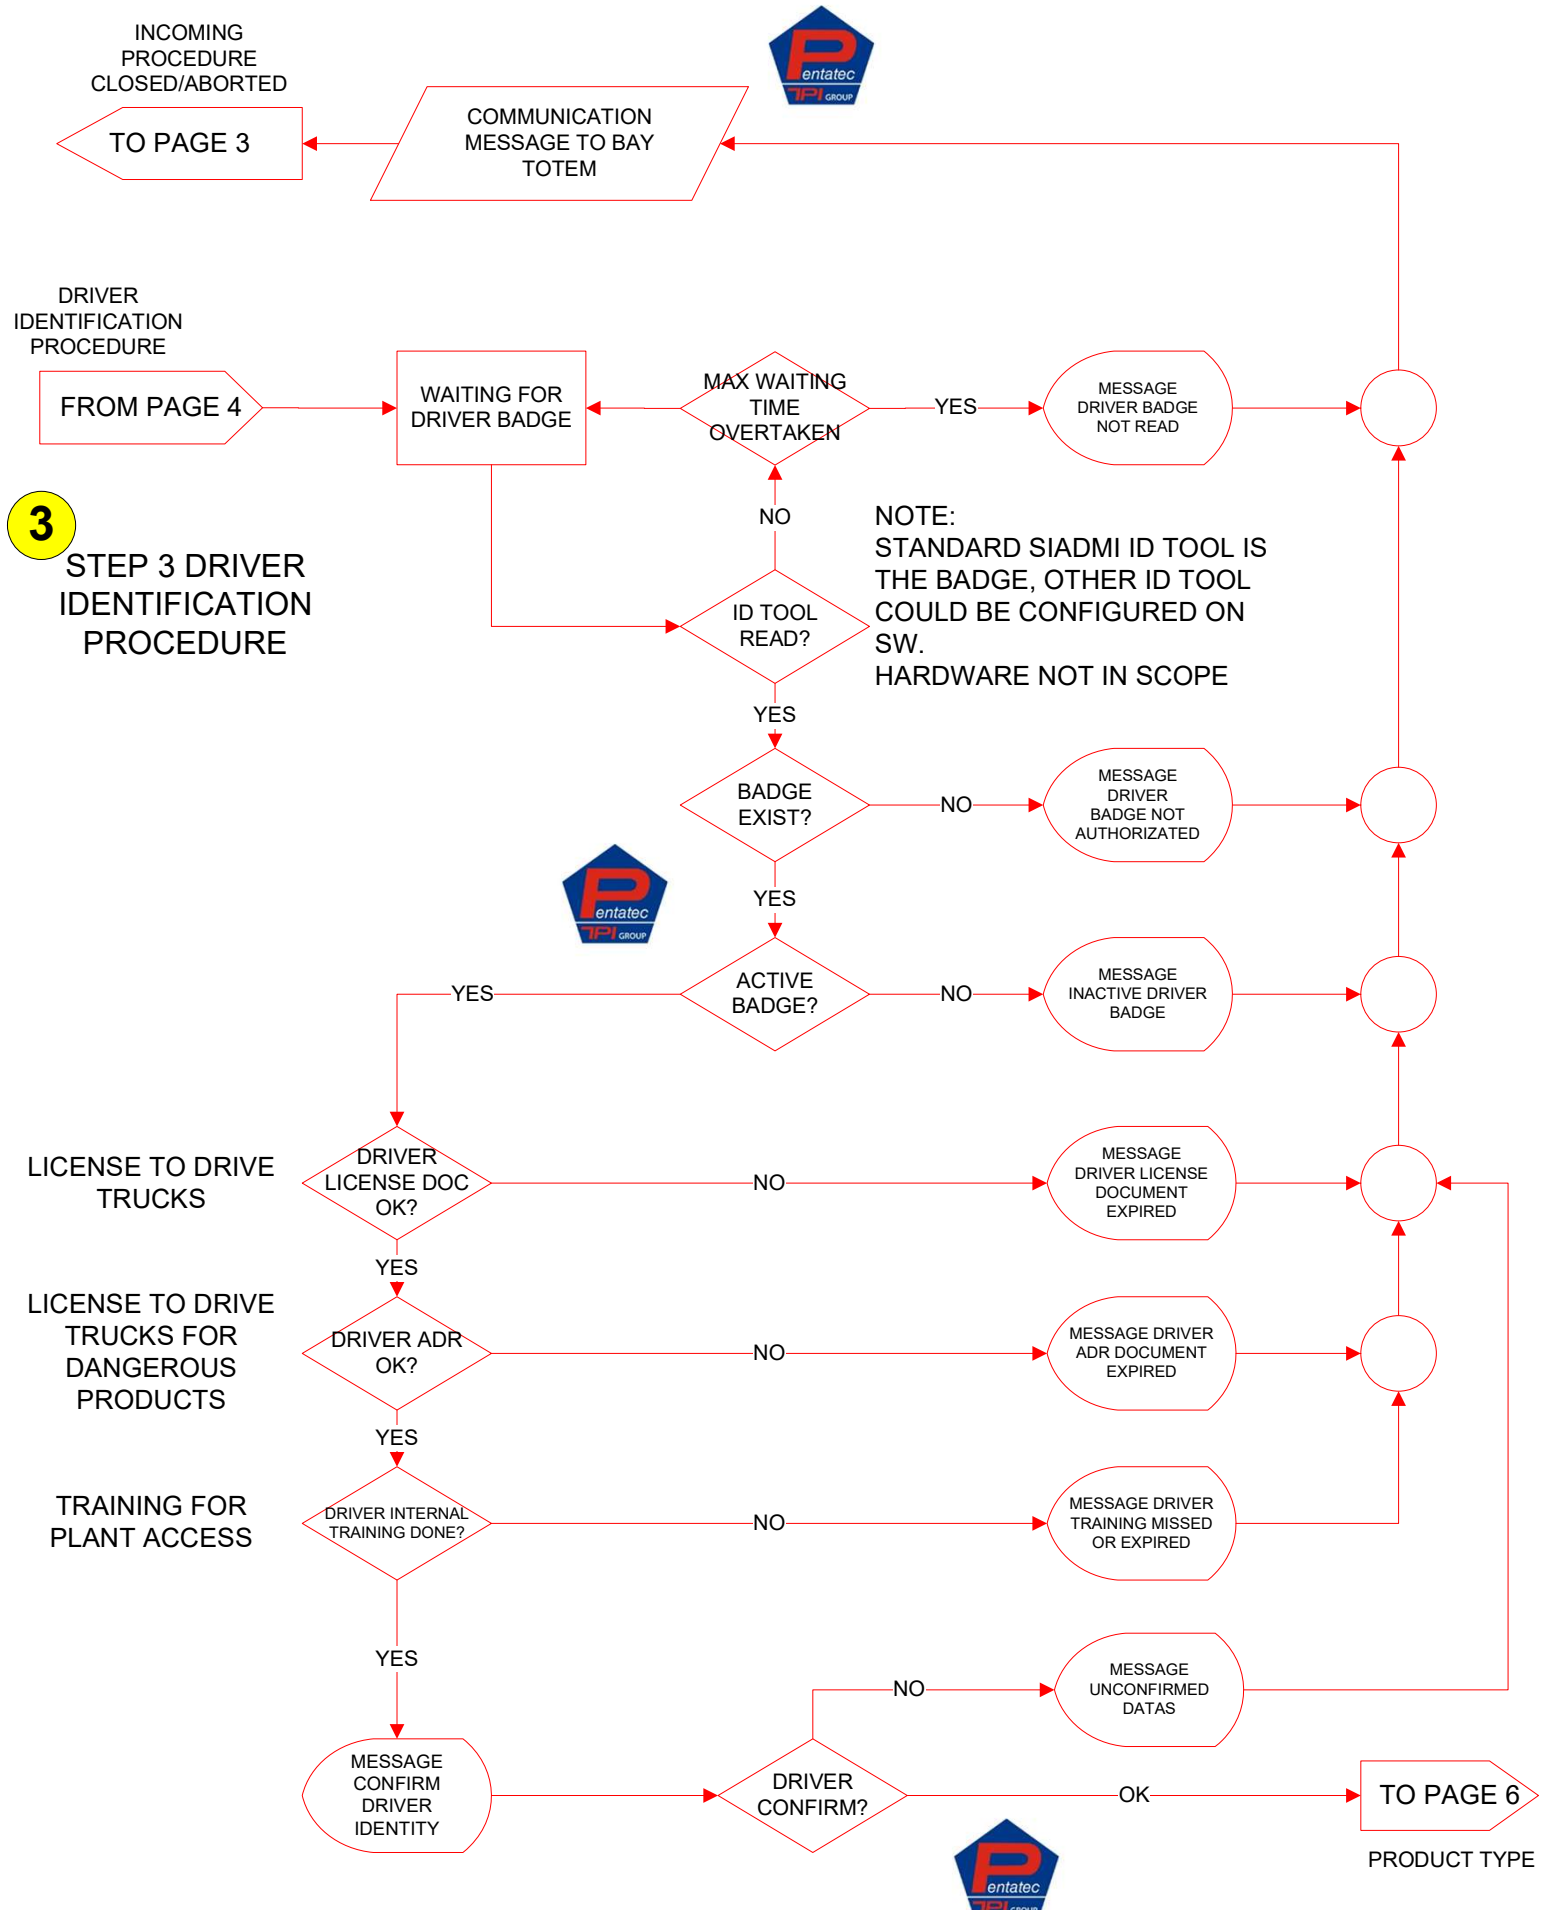 INCOMING
PROCEDURE
CLOSED/ABORTED
TO PAGE 3
COMMUNICATION
MESSAGE TO BAY
TOTEM
Pentatec
TPI GROUP
DRIVER
IDENTIFICATION
PROCEDURE
FROM PAGE 4
WAITING FOR
DRIVER BADGE
MAX WAITING
TIME
OVERTAKEN
YES
MESSAGE
DRIVER BADGE
NOT READ
3
STEP 3 DRIVER
IDENTIFICATION
PROCEDURE
NO
NOTE:
STANDARD SIADMI ID TOOL IS
THE BADGE, OTHER ID TOOL
COULD BE CONFIGURED ON
SW.
HARDWARE NOT IN SCOPE
ID TOOL
READ?
YES
BADGE
EXIST?
NO
MESSAGE
DRIVER
BADGE NOT
AUTHORIZATED
YES
Pentatec
TPI GROUP
ACTIVE
BADGE?
YES
NO
MESSAGE
INACTIVE DRIVER
BADGE
LICENSE TO DRIVE
TRUCKS
DRIVER
LICENSE DOC
OK?
NO
MESSAGE
DRIVER LICENSE
DOCUMENT
EXPIRED
YES
LICENSE TO DRIVE
TRUCKS FOR
DANGEROUS
PRODUCTS
DRIVER ADR
OK?
NO
MESSAGE DRIVER
ADR DOCUMENT
EXPIRED
YES
TRAINING FOR
PLANT ACCESS
DRIVER INTERNAL
TRAINING DONE?
NO
MESSAGE DRIVER
TRAINING MISSED
OR EXPIRED
YES
NO
MESSAGE
UNCONFIRMED
DATAS
MESSAGE
CONFIRM
DRIVER
IDENTITY
DRIVER
CONFIRM?
OK
TO PAGE 6
PRODUCT TYPE
Pentatec
TPI GROUP